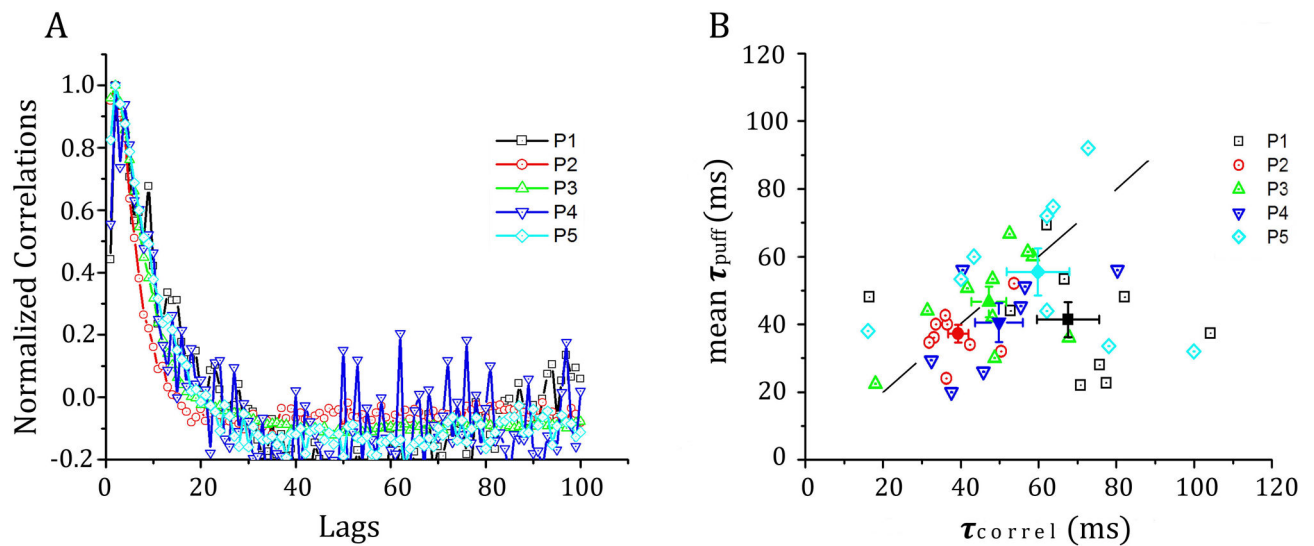 A
Normalized Correlations
1.0
0.8
0.6
0.4
0.2
0.0
-0.2
0 20 40 60 80 100
Lags
P1
P2
P3
P4
P5
B
mean τpuff (ms)
120
100
80
60
40
20
0
20 40 60 80 100 120
τcorrel (ms)
P1
P2
P3
P4
P5